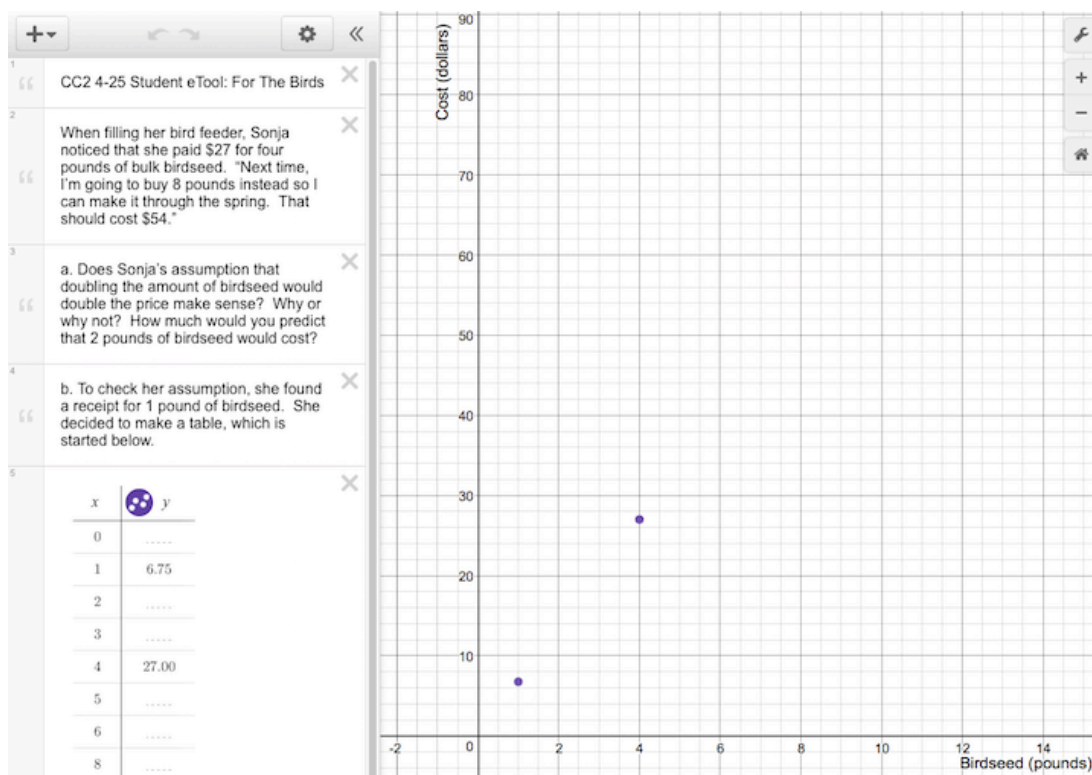 1
CC2 4-25 Student eTool: For The Birds
2
When filling her bird feeder, Sonja
noticed that she paid $27 for four
pounds of bulk birdseed. "Next time,
I'm going to buy 8 pounds instead so I
can make it through the spring. That
should cost $54."
3
a. Does Sonja's assumption that
doubling the amount of birdseed would
double the price make sense? Why or
why not? How much would you predict
that 2 pounds of birdseed would cost?
4
b. To check her assumption, she found
a receipt for 1 pound of birdseed. She
decided to make a table, which is
started below.
5
x y
0 .....
1 6.75
2 .....
3 .....
4 27.00
5 .....
6 .....
8 .....
Cost (dollars)
90
80
70
60
50
40
30
20
10
-2 0 2 4 6 8 10 12 14
Birdseed (pounds)